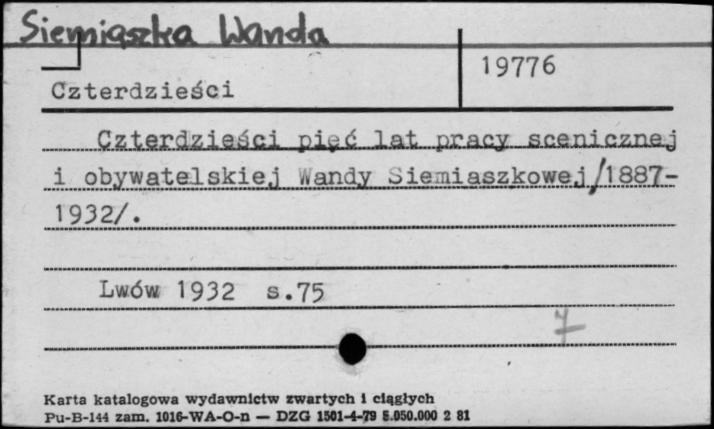 Siemiaszka Wanda
19776
Czterdzieści
Czterdzieści pięć lat pracy scenicznej
i obywatelskiej Wandy Siemiaszkowej/1887-
1932/.
Lwów 1932 s.75
7
Karta katalogowa wydawnictw zwartych i ciągłych
Pu-B-144 zam. 1016-WA-O-n — DZG 1501-4-79 5.050.000 2 81